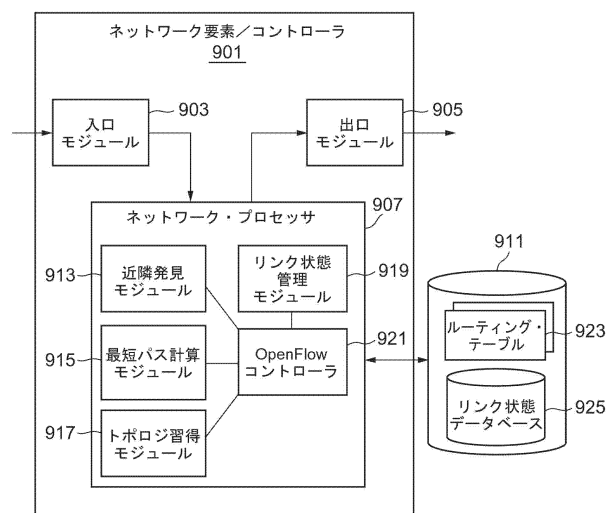 ネットワーク要素／コントローラ
901
903
入口
モジュール
905
出口
モジュール
ネットワーク・プロセッサ
907
913
近隣発見
モジュール
リンク状態
管理
モジュール
919
911
915
最短パス計算
モジュール
OpenFlow
コントローラ
921
ルーティング・
テーブル
923
917
トポロジ習得
モジュール
リンク状態
データベース
925